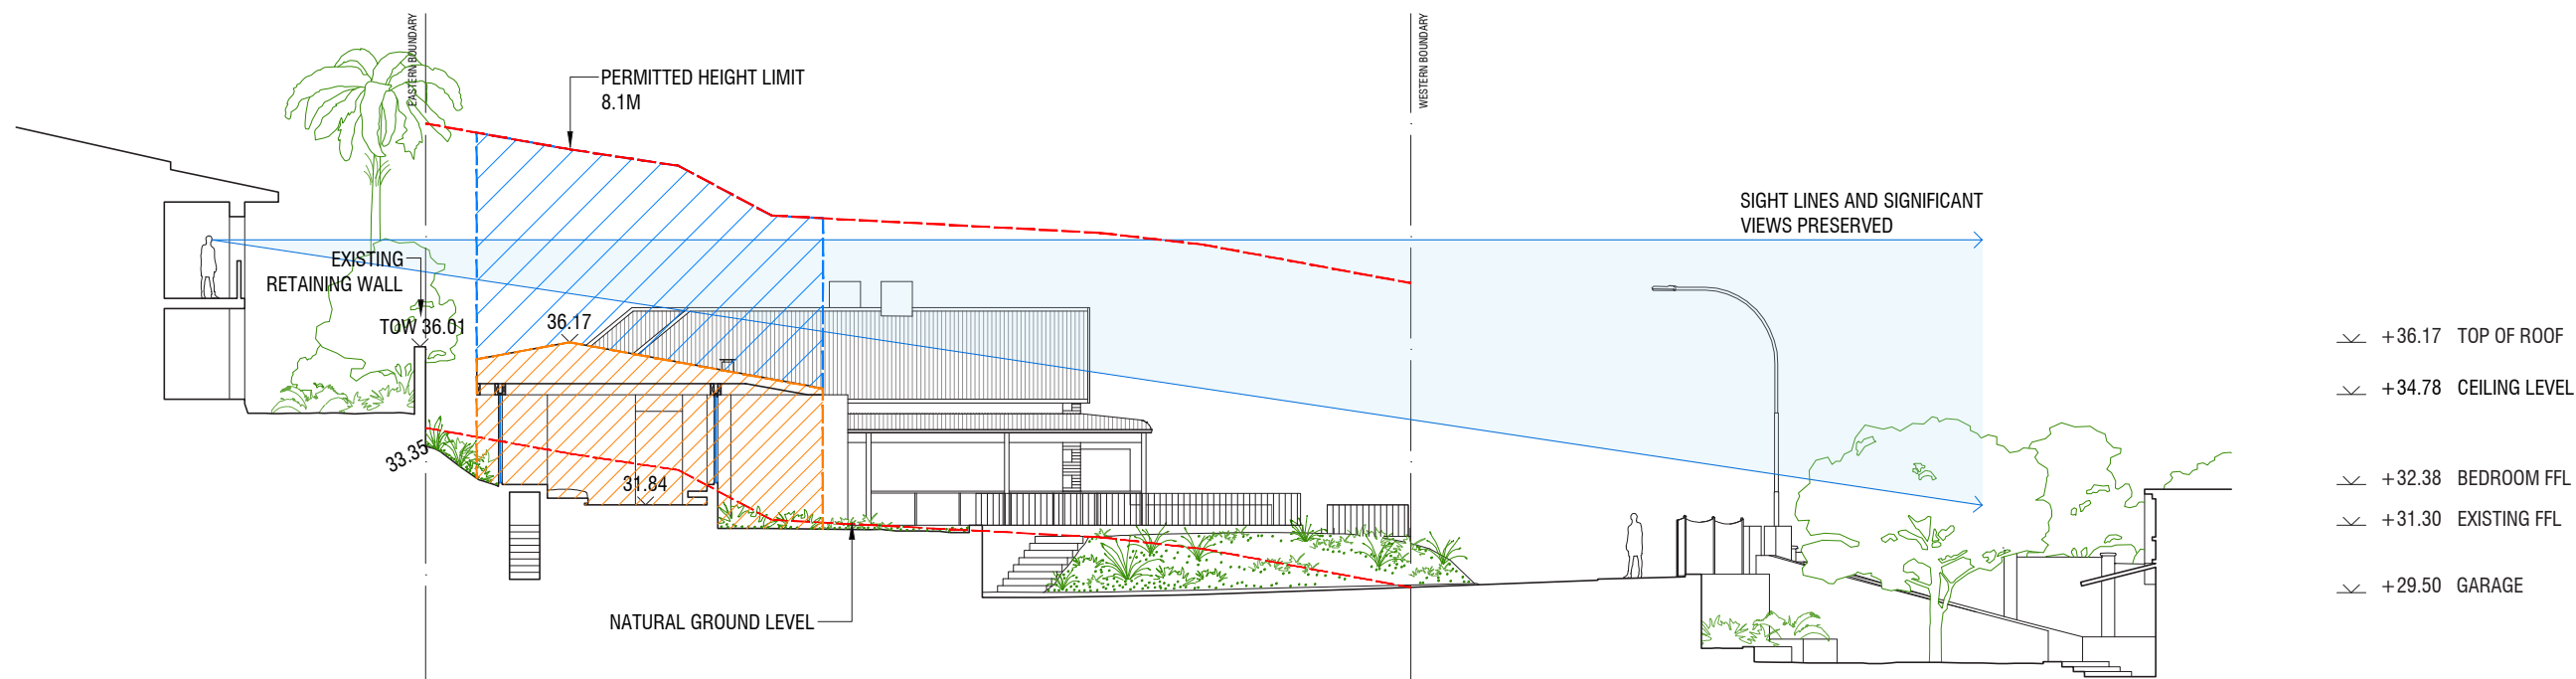 EASTERN BOUNDARY
WESTERN BOUNDARY
PERMITTED HEIGHT LIMIT
8.1M
SIGHT LINES AND SIGNIFICANT
VIEWS PRESERVED
EXISTING
RETAINING WALL
TOW 36.01
36.17
33.35
31.84
NATURAL GROUND LEVEL
+36.17 TOP OF ROOF
+34.78 CEILING LEVEL
+32.38 BEDROOM FFL
+31.30 EXISTING FFL
+29.50 GARAGE